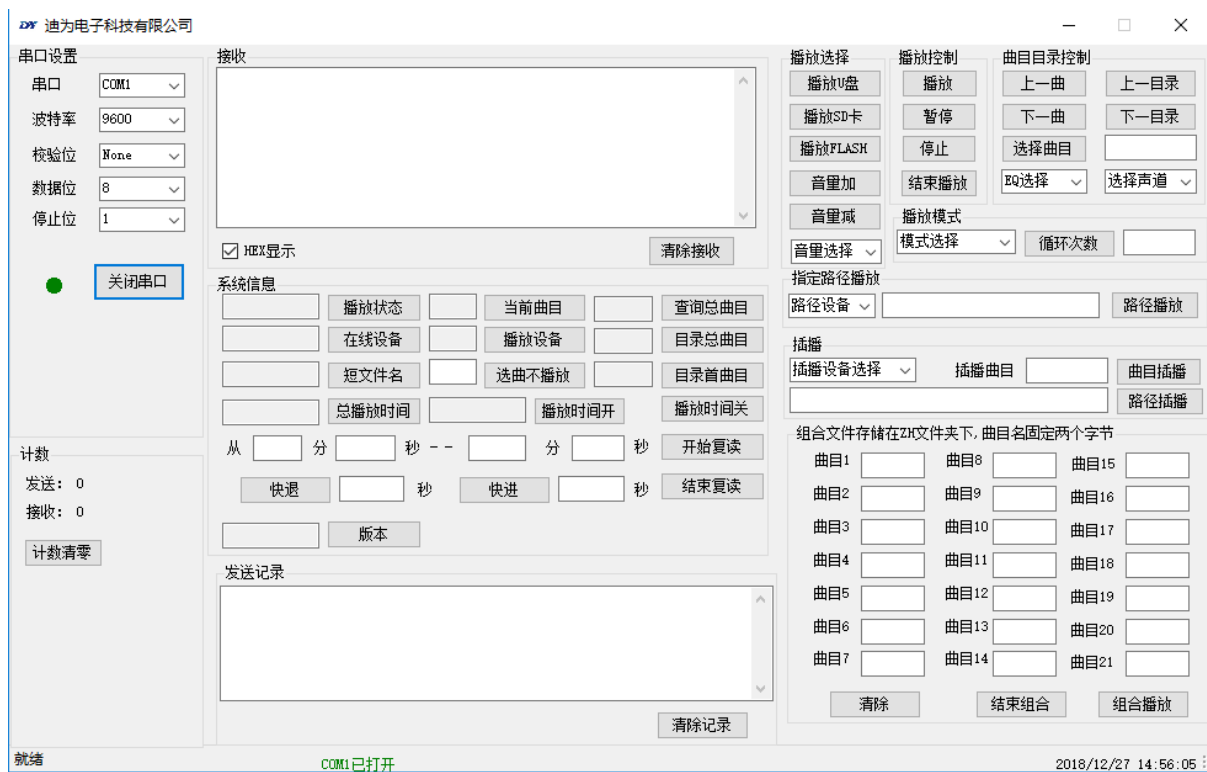 DY 迪为电子科技有限公司
串口设置
串口 COM1
波特率 9600
校验位 None
数据位 8
停止位 1
关闭串口
计数
发送: 0
接收: 0
计数清零
接收
HEX显示 清除接收
系统信息
播放状态 当前曲目 查询总曲目
在线设备 播放设备 目录总曲目
短文件名 选曲不播放 目录首曲目
总播放时间 播放时间开 播放时间关
从 分 秒 -- 分 秒 开始复读
快退 秒 快进 秒 结束复读
版本
发送记录
清除记录
播放选择
播放U盘
播放SD卡
播放FLASH
音量加
音量减
音量选择
播放控制
播放
暂停
停止
结束播放
曲目目录控制
上一曲 上一目录
下一曲 下一目录
选择曲目
EQ选择 选择声道
播放模式
模式选择 循环次数
指定路径播放
路径设备 路径播放
插播
插播设备选择 插播曲目 曲目插播
路径插播
组合文件存储在ZH文件夹下,曲目名固定两个字节
曲目1 曲目8 曲目15
曲目2 曲目9 曲目16
曲目3 曲目10 曲目17
曲目4 曲目11 曲目18
曲目5 曲目12 曲目19
曲目6 曲目13 曲目20
曲目7 曲目14 曲目21
清除 结束组合 组合播放
就绪 COM1已打开 2018/12/27 14:56:05